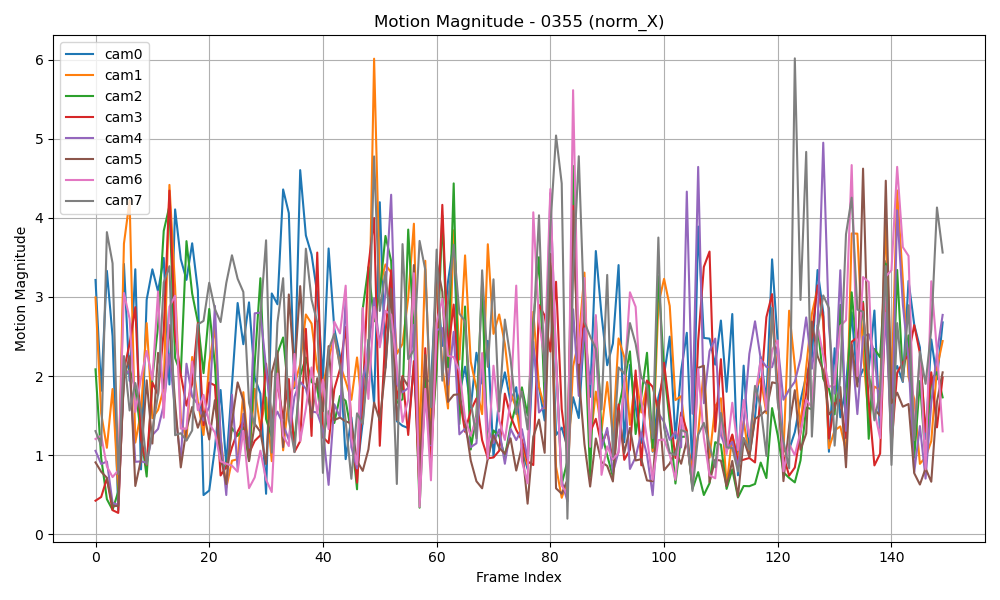 Motion Magnitude - 0355 (norm_X)
cam0
cam1
cam2
cam3
cam4
cam5
cam6
cam7
Motion Magnitude
6
5
4
3
2
1
0
0 20 40 60 80 100 120 140
Frame Index